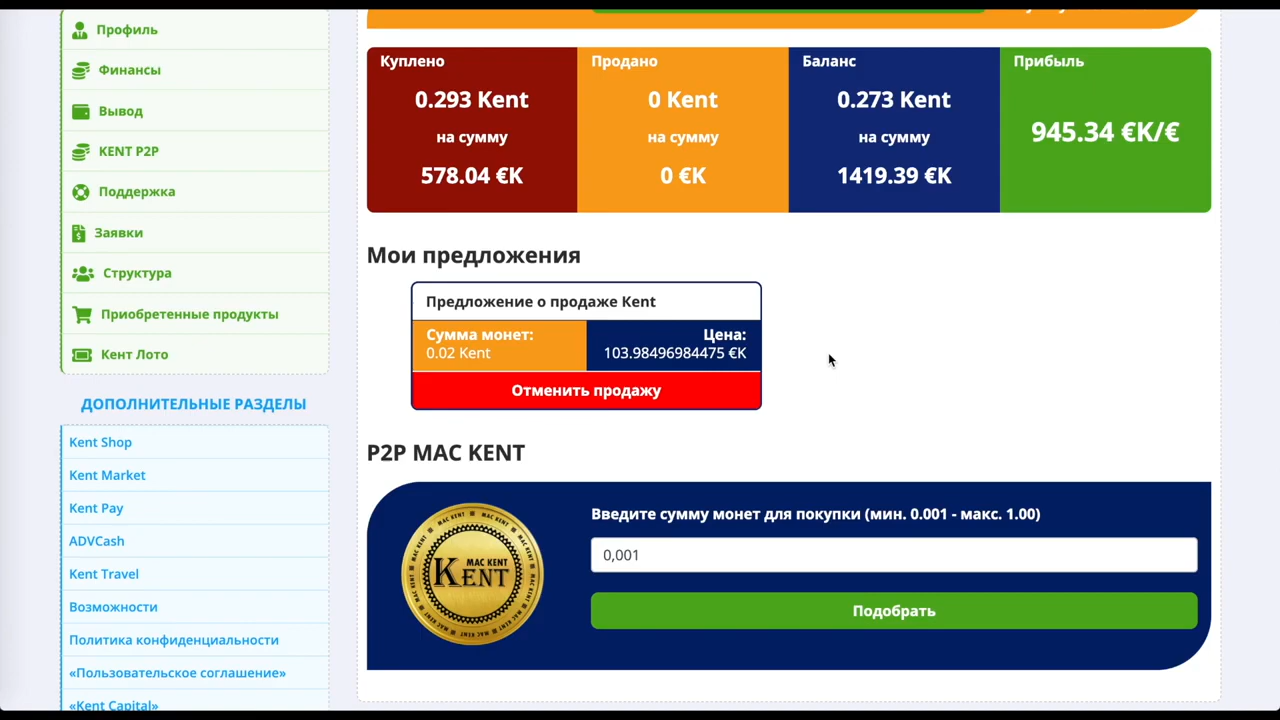 Профиль
Финансы
Вывод
KENT P2P
Поддержка
Заявки
Структура
Приобретенные продукты
Кент Лото
ДОПОЛНИТЕЛЬНЫЕ РАЗДЕЛЫ
Kent Shop
Kent Market
Kent Pay
ADVCash
Kent Travel
Возможности
Политика конфиденциальности
«Пользовательское соглашение»
«Kent Capital»
Куплено
0.293 Kent
на сумму
578.04 €K
Продано
0 Kent
на сумму
0 €K
Баланс
0.273 Kent
на сумму
1419.39 €K
Прибыль
945.34 €K/€
Мои предложения
Предложение о продаже Kent
Сумма монет:
0.02 Kent
Цена:
103.98496984475 €K
Отменить продажу
P2P MAC KENT
MAC KENT
KENT
Введите сумму монет для покупки (мин. 0.001 - макс. 1.00)
0,001
Подобрать